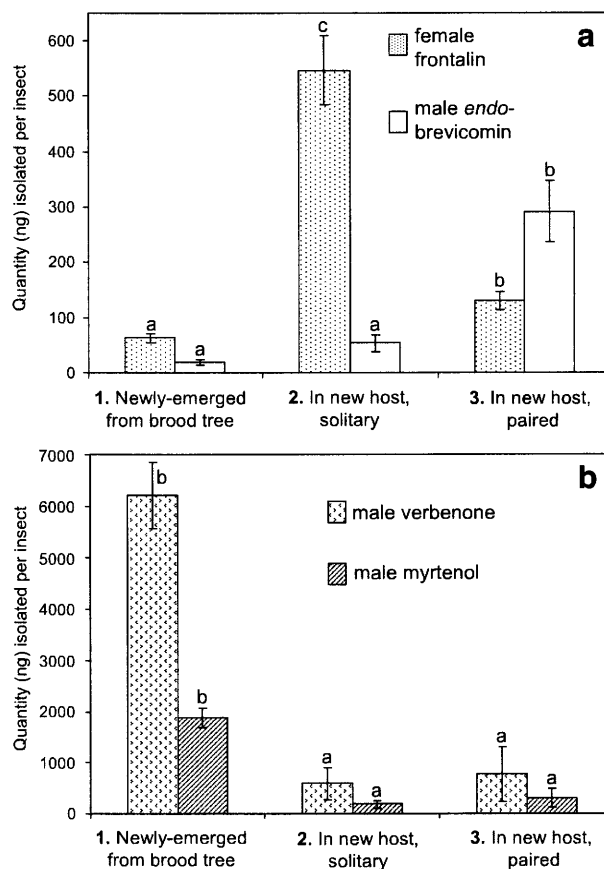 600
500
400
300
200
100
0
Quantity (ng) isolated per insect
a
female
frontalin
male endo-
brevicomin
a
a
c
a
b
b
1. Newly-emerged
from brood tree
2. In new host,
solitary
3. In new host,
paired
7000
6000
5000
4000
3000
2000
1000
0
Quantity (ng) isolated per insect
b
male verbenone
male myrtenol
b
b
a
a
a
a
1. Newly-emerged
from brood tree
2. In new host,
solitary
3. In new host,
paired